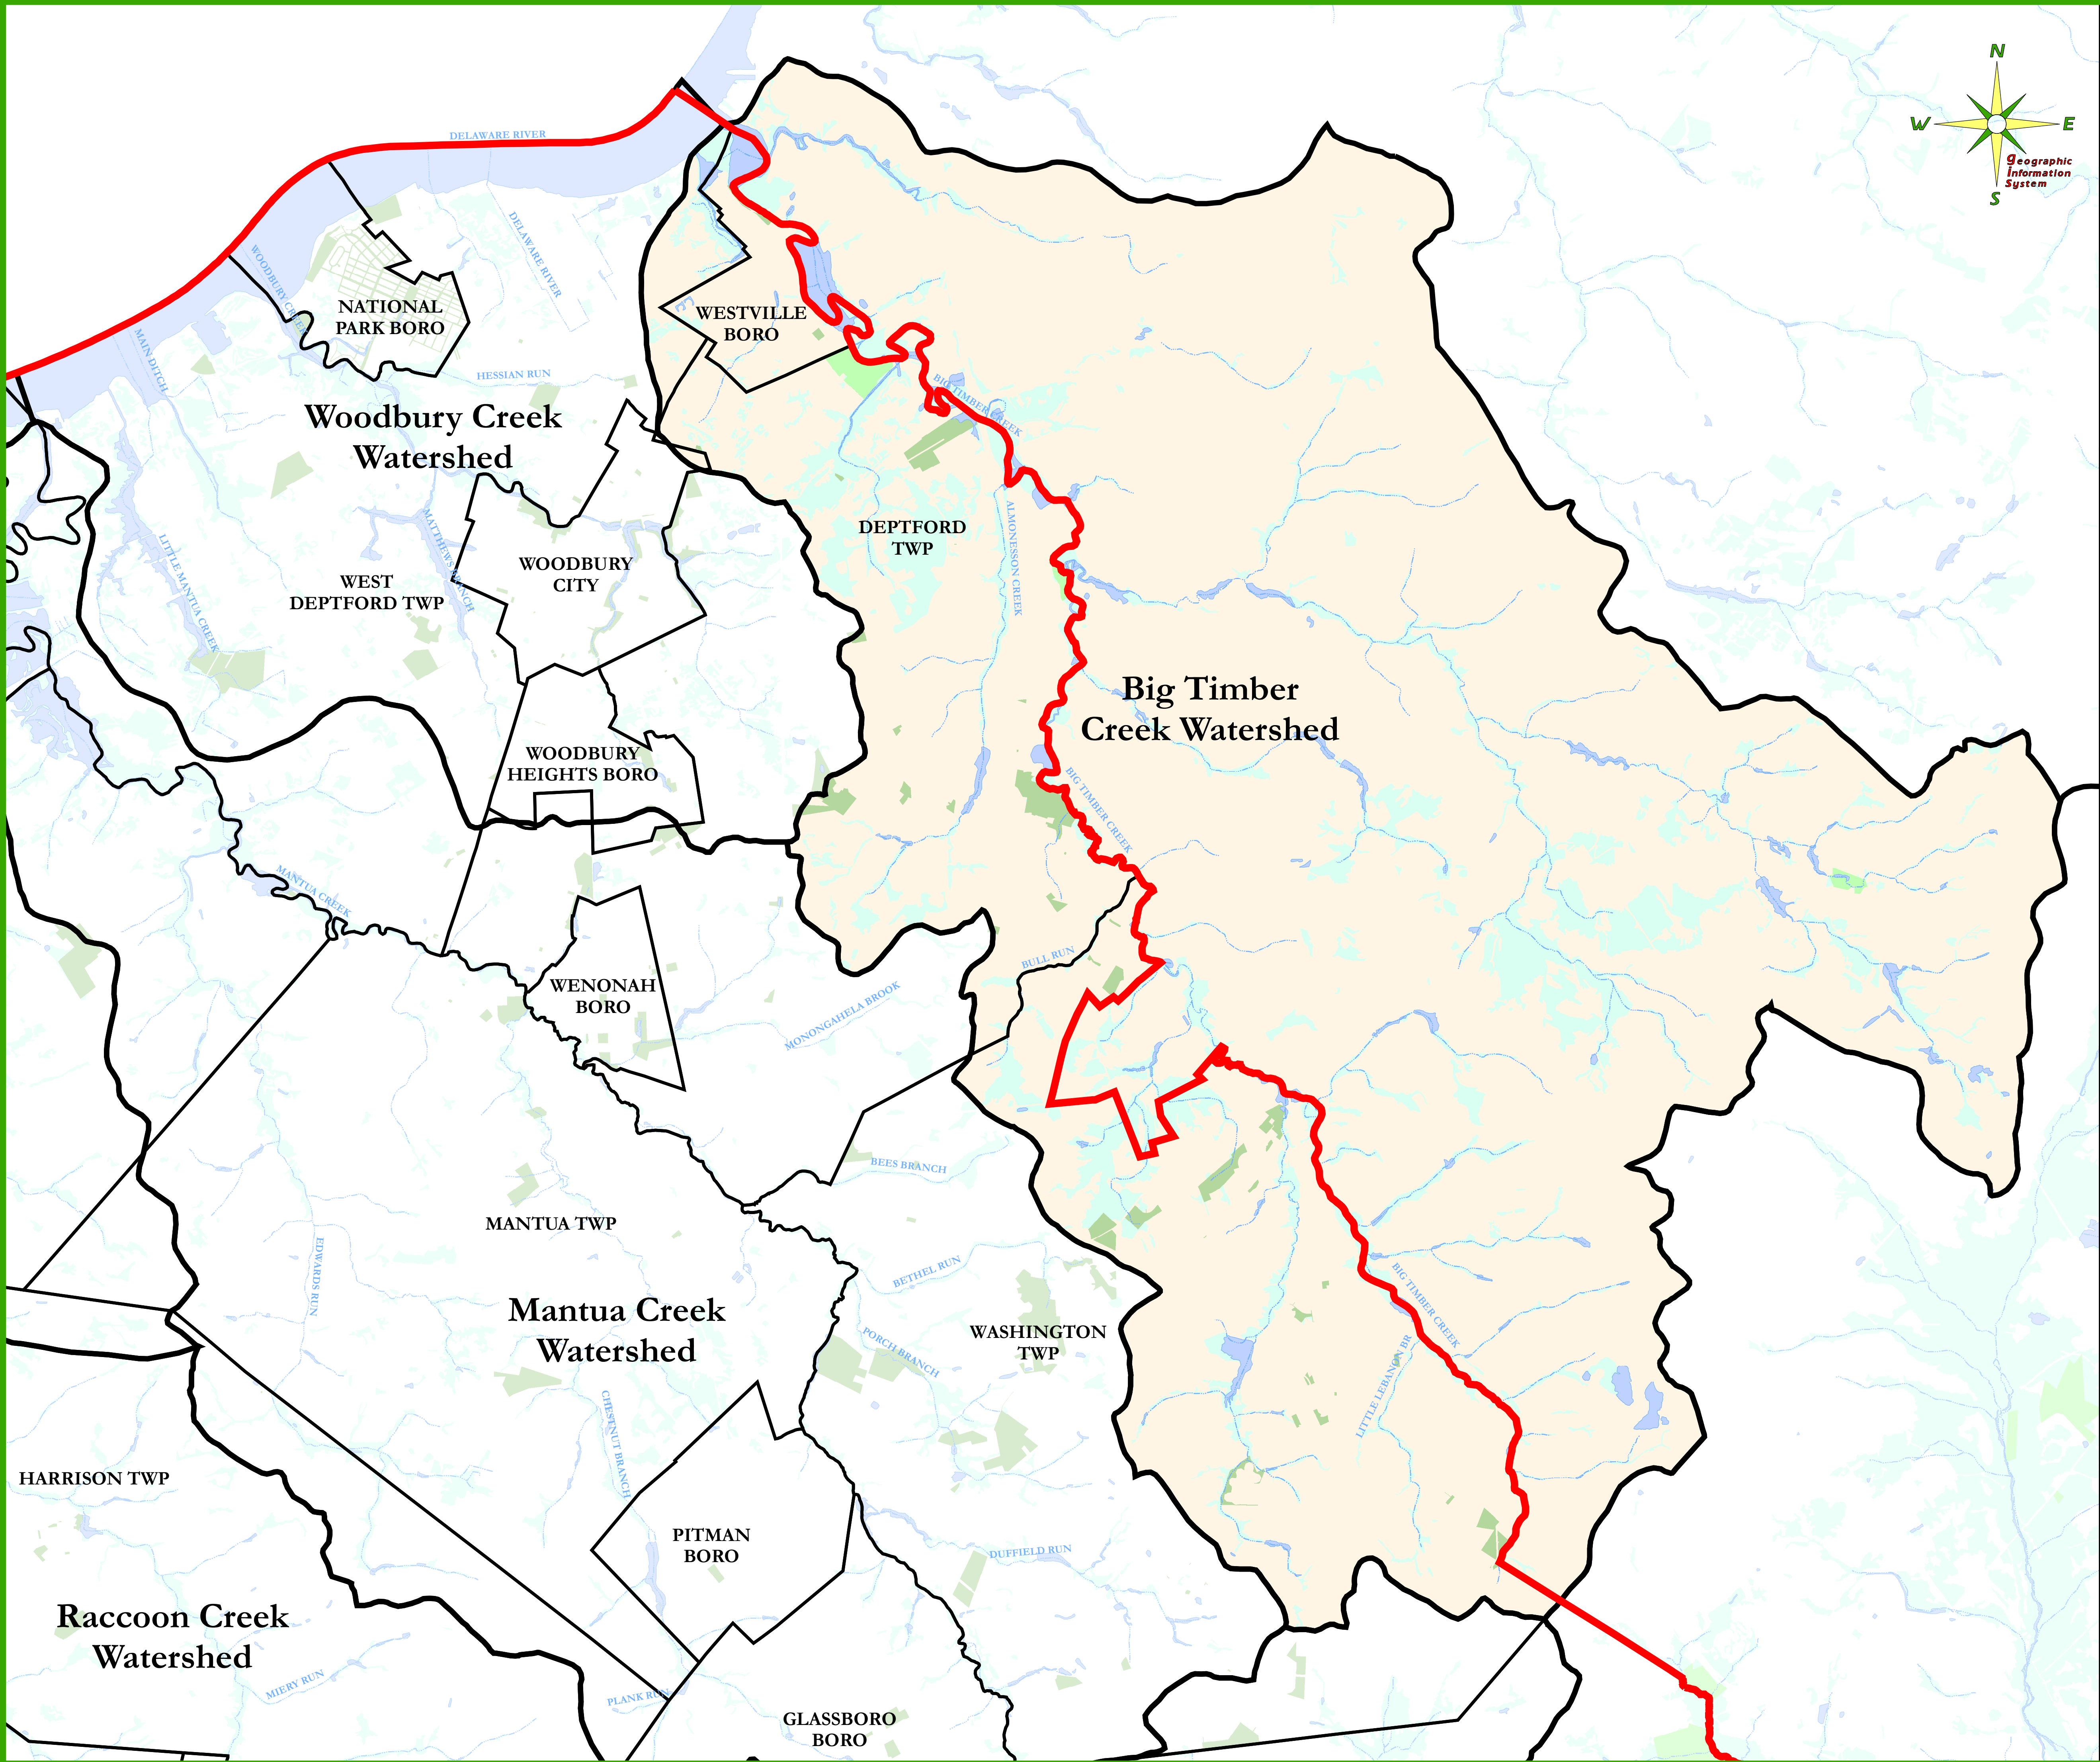 N
W
E
S
geographic
Information
System
DELAWARE RIVER
DELAWARE RIVER
WOODBURY CREEK
NATIONAL
PARK BORO
WESTVILLE
BORO
MAIN DITCH
HESSIAN RUN
BIG TIMBER CREEK
Woodbury Creek
Watershed
DEPTFORD
TWP
ALMONESSON CREEK
MATTHEWS BRANCH
LITTLE MANTUA CREEK
WOODBURY
CITY
WEST
DEPTFORD TWP
Big Timber
Creek Watershed
WOODBURY
HEIGHTS BORO
BIG TIMBER CREEK
MANTUA CREEK
BULL RUN
WENONAH
BORO
MONONGAHELA BROOK
BEES BRANCH
MANTUA TWP
EDWARDS RUN
BETHEL RUN
BIG TIMBER CREEK
Mantua Creek
Watershed
WASHINGTON
TWP
PORCH BRANCH
LITTLE LEBANON BR
CHESTNUT BRANCH
HARRISON TWP
PITMAN
BORO
DUFFIELD RUN
Raccoon Creek
Watershed
MIERY RUN
PLANK RUN
GLASSBORO
BORO